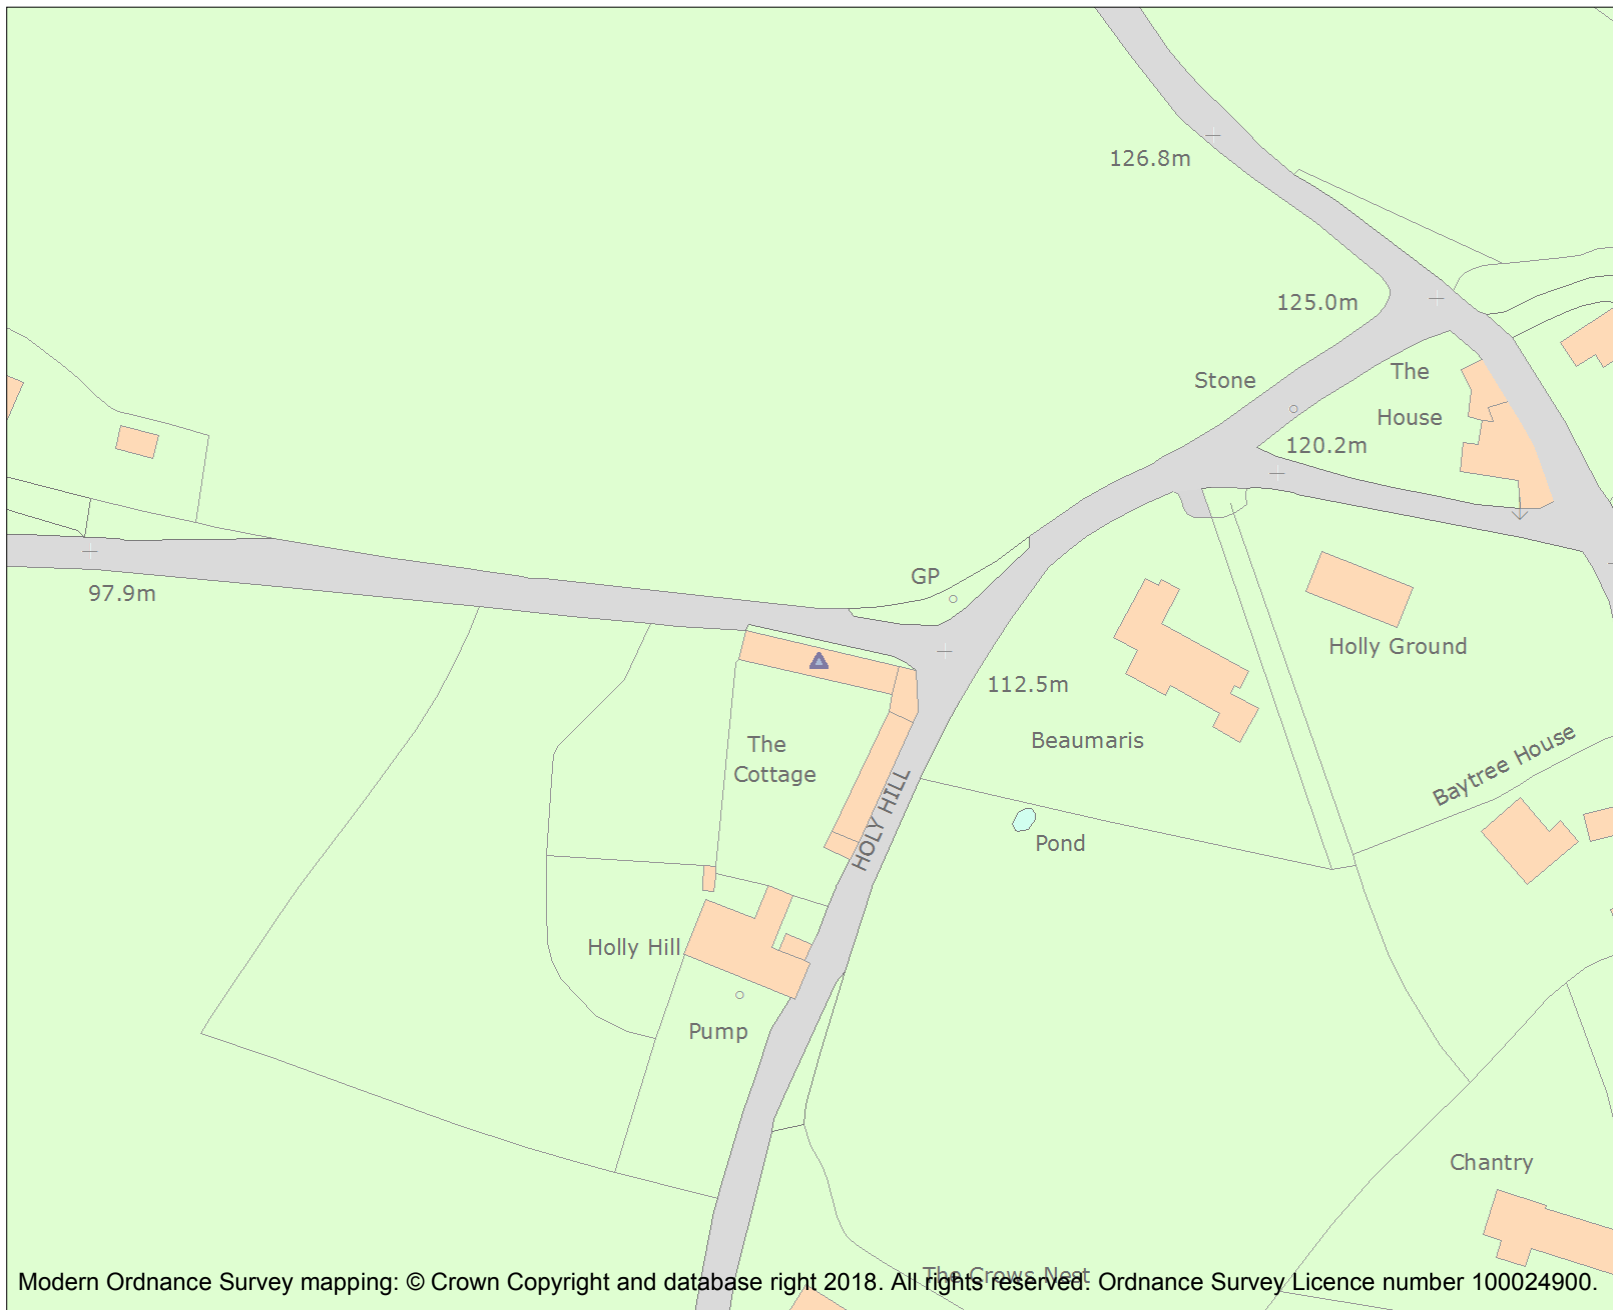 126.8m
125.0m
Stone
The
House
120.2m
GP
97.9m
Holly Ground
112.5m
The
Cottage
Beaumaris
Baytree House
HOLY HILL
Pond
Holly Hill
Pump
Chantry
The Crows Nest
Modern Ordnance Survey mapping: © Crown Copyright and database right 2018. All rights reserved. Ordnance Survey Licence number 100024900.